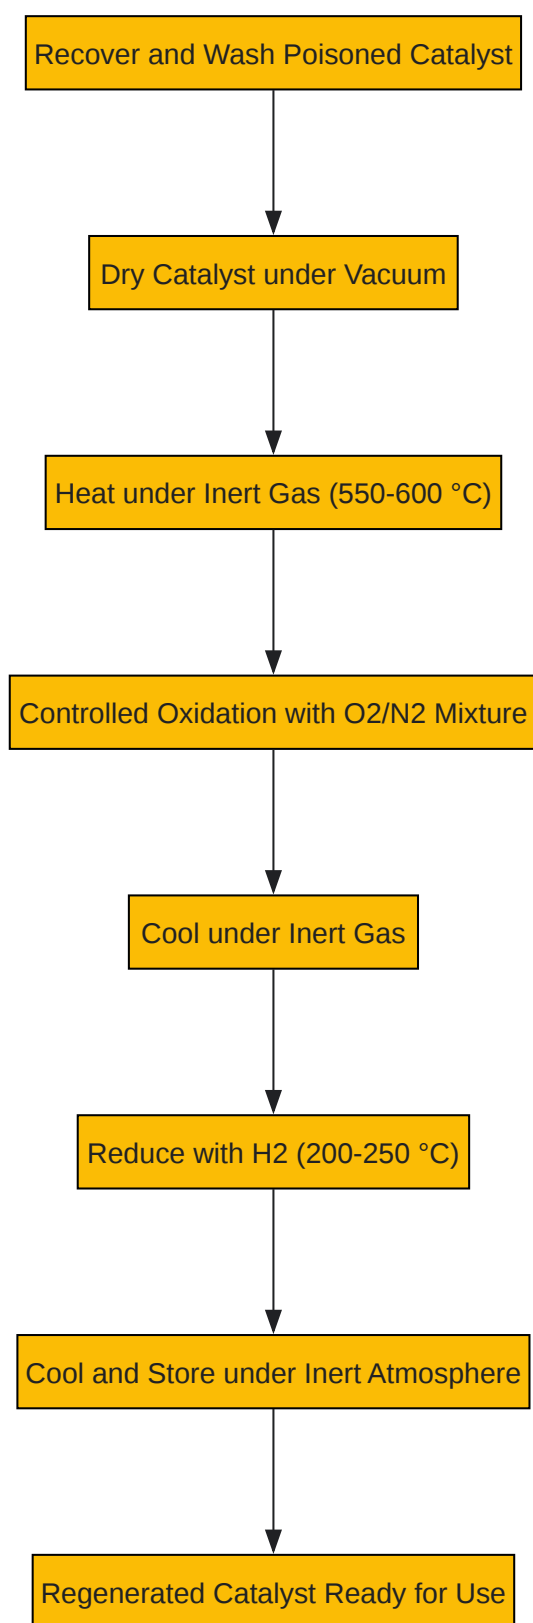 Recover and Wash Poisoned Catalyst
Dry Catalyst under Vacuum
Heat under Inert Gas (550-600 °C)
Controlled Oxidation with O2/N2 Mixture
Cool under Inert Gas
Reduce with H2 (200-250 °C)
Cool and Store under Inert Atmosphere
Regenerated Catalyst Ready for Use